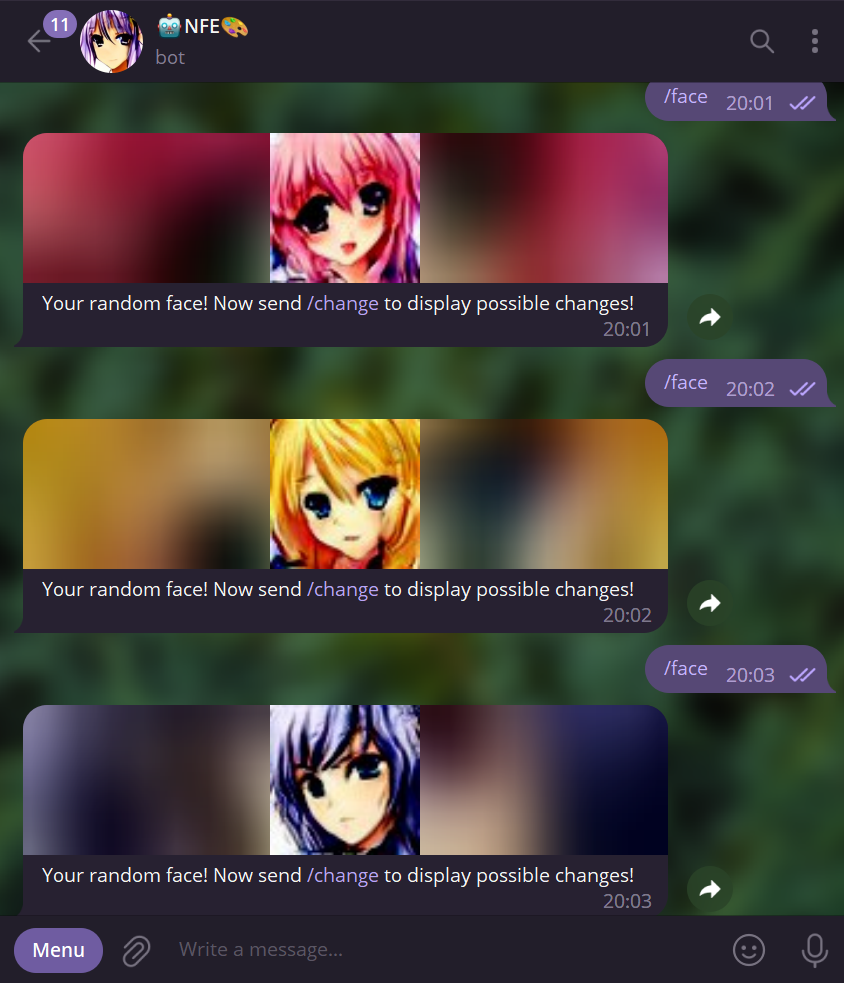 11
🤖NFE🎨
bot
/face 20:01
Your random face! Now send /change to display possible changes!
20:01
/face 20:02
Your random face! Now send /change to display possible changes!
20:02
/face 20:03
Your random face! Now send /change to display possible changes!
20:03
Menu
Write a message...